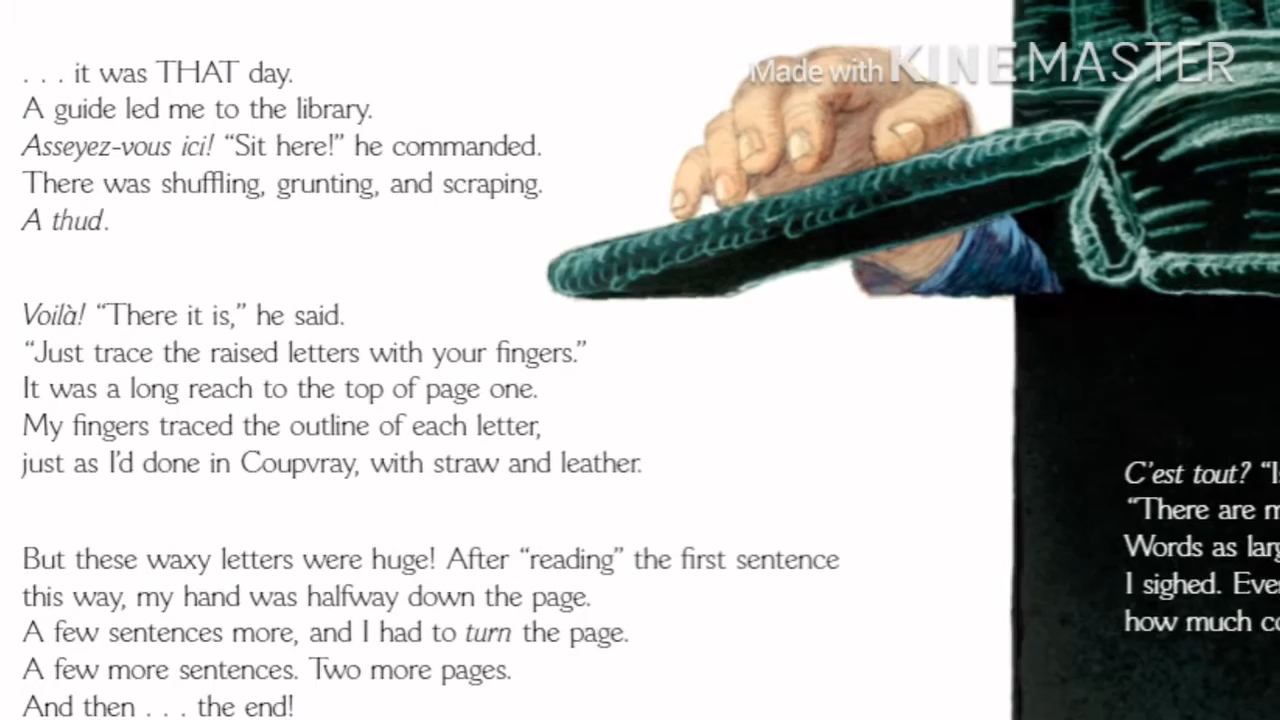 Made with KINEMASTER
. . . it was THAT day.
A guide led me to the library.
Asseyez-vous ici! “Sit here!” he commanded.
There was shuffling, grunting, and scraping.
A thud.
Voilà! “There it is,” he said.
“Just trace the raised letters with your fingers.”
It was a long reach to the top of page one.
My fingers traced the outline of each letter,
just as I’d done in Coupvray, with straw and leather.
But these waxy letters were huge! After “reading” the first sentence
this way, my hand was halfway down the page.
A few sentences more, and I had to turn the page.
A few more sentences. Two more pages.
And then . . . the end!
C’est tout?
“There are
Words as
I sighed.
how much